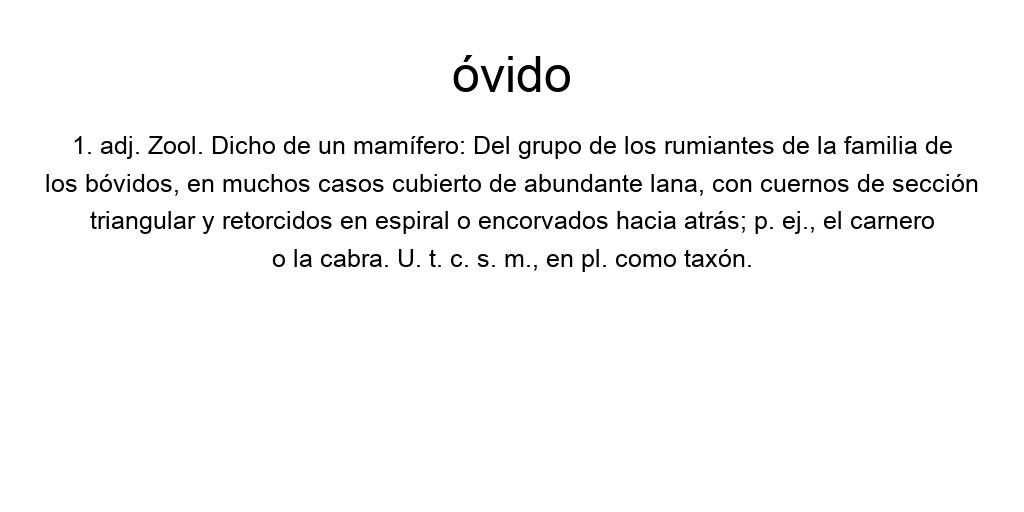 óvido
1. adj. Zool. Dicho de un mamífero: Del grupo de los rumiantes de la familia de
los bóvidos, en muchos casos cubierto de abundante lana, con cuernos de sección
triangular y retorcidos en espiral o encorvados hacia atrás; p. ej., el carnero
o la cabra. U. t. c. s. m., en pl. como taxón.